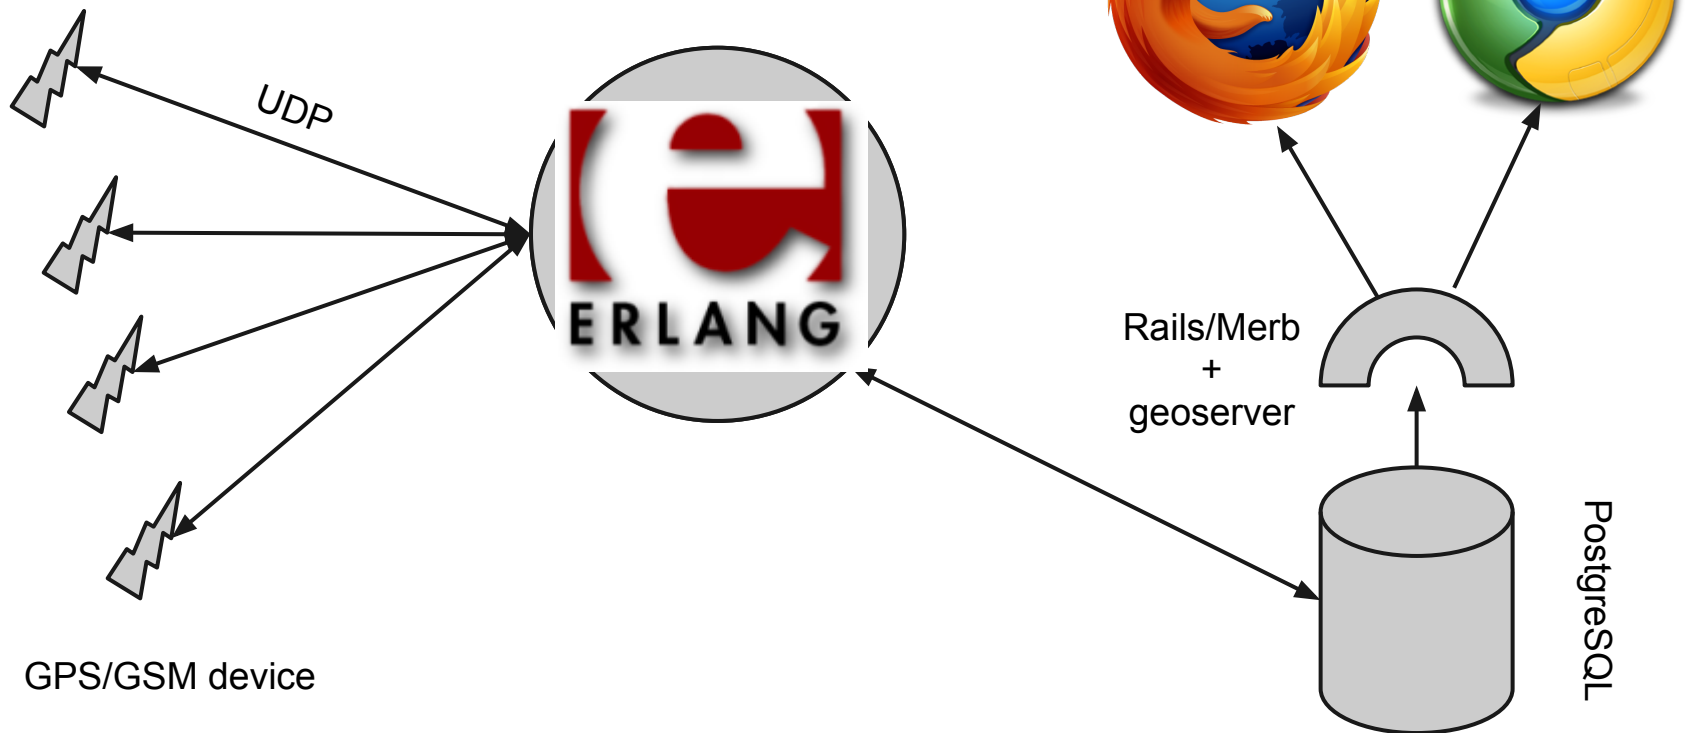 UDP
e
ERLANG
Rails/Merb
+
geoserver
PostgreSQL
GPS/GSM device